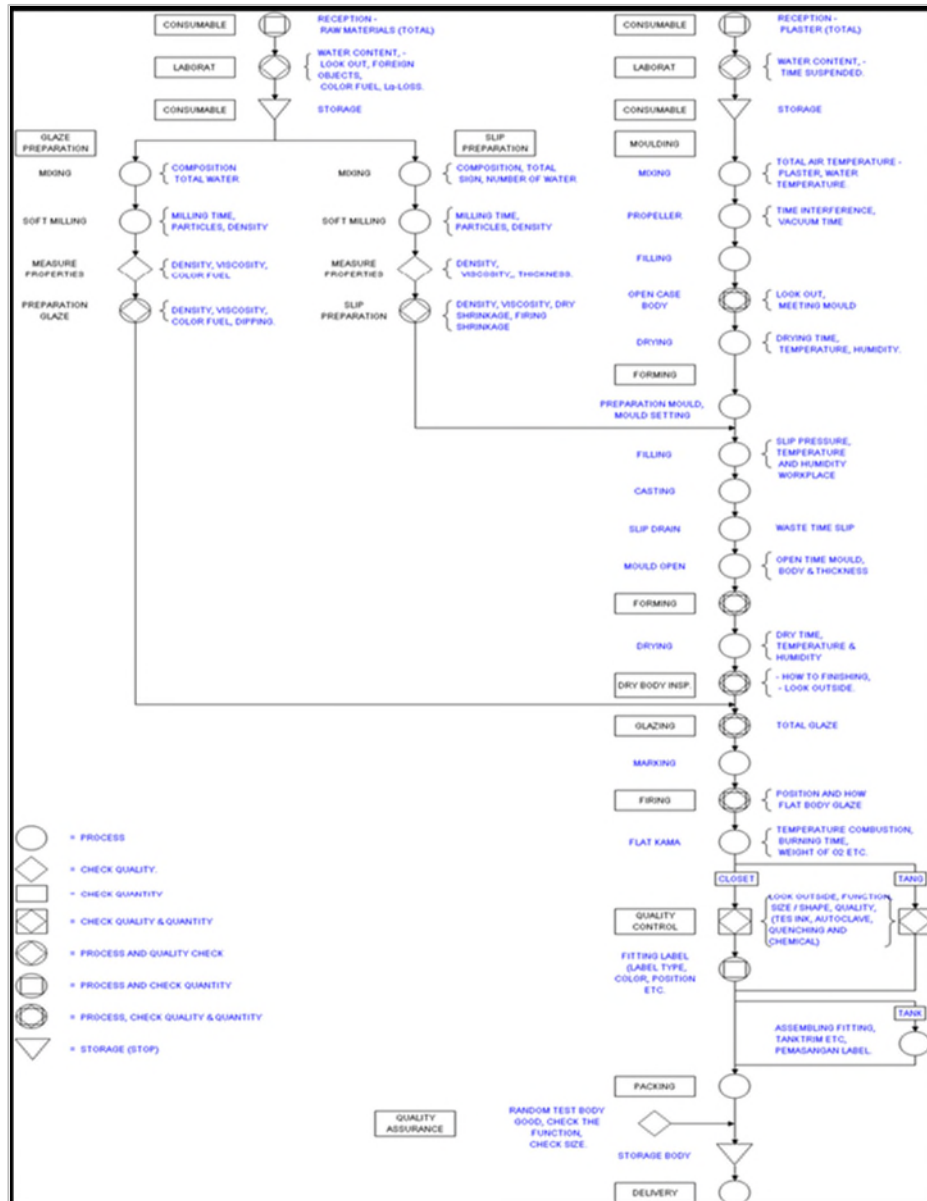 CONSUMABLE
RECEPTION -
RAW MATERIALS (TOTAL)
LABORAT
WATER CONTENT, -
LOOK OUT, FOREIGN
OBJECTS,
COLOR FUEL, LQ-LOSS.
CONSUMABLE
STORAGE
GLAZE
PREPARATION
MIXING
COMPOSITION
TOTAL WATER
SOFT MILLING
MILLING TIME,
PARTICLES, DENSITY
MEASURE
PROPERTIES
DENSITY, VISCOSITY,
COLOR FUEL
PREPARATION
GLAZE
DENSITY, VISCOSITY,
COLOR FUEL, DIPPING.
SLIP
PREPARATION
MIXING
COMPOSITION, TOTAL
SIGN, NUMBER OF WATER
SOFT MILLING
MILLING TIME,
PARTICLES, DENSITY
MEASURE
PROPERTIES
DENSITY,
VISCOSITY,, THICKNESS.
SLIP
PREPARATION
DENSITY, VISCOSITY, DRY
SHRINKAGE, FIRING
SHRINKAGE
CONSUMABLE
RECEPTION -
PLASTER (TOTAL)
LABORAT
WATER CONTENT, -
TIME SUSPENDED.
CONSUMABLE
STORAGE
MOULDING
MIXING
TOTAL AIR TEMPERATURE -
PLASTER, WATER
TEMPERATURE.
PROPELLER
TIME INTERFERENCE,
VACUUM TIME
FILLING
OPEN CASE
BODY
LOOK OUT,
MEETING MOULD
DRYING
DRYING TIME,
TEMPERATURE, HUMIDITY.
FORMING
PREPARATION MOULD,
MOULD SETTING
FILLING
SLIP PRESSURE,
TEMPERATURE
AND HUMIDITY
WORKPLACE
CASTING
SLIP DRAIN
WASTE TIME SLIP
MOULD OPEN
OPEN TIME MOULD,
BODY & THICKNESS
FORMING
DRYING
DRY TIME,
TEMPERATURE &
HUMIDITY
DRY BODY INSP.
- HOW TO FINISHING,
- LOOK OUTSIDE.
GLAZING
TOTAL GLAZE
MARKING
FIRING
POSITION AND HOW
FLAT BODY GLAZE
FLAT KAMA
TEMPERATURE COMBUSTION,
BURNING TIME,
WEIGHT OF O2 ETC.
CLOSET
TANG
QUALITY
CONTROL
LOOK OUTSIDE, FUNCTION,
SIZE / SHAPE, QUALITY,
(TES INK, AUTOCLAVE,
QUENCHING AND
CHEMICAL)
FITTING LABEL
(LABEL TYPE,
COLOR, POSITION
ETC.
TANK
ASSEMBLING FITTING,
TANKTRIM ETC,
PEMASANGAN LABEL.
PACKING
QUALITY
ASSURANCE
RANDOM TEST BODY
GOOD, CHECK THE
FUNCTION,
CHECK SIZE.
STORAGE BODY
DELIVERY
= PROCESS
= CHECK QUALITY.
= CHECK QUANTITY
= CHECK QUALITY & QUANTITY
= PROCESS AND QUALITY CHECK
= PROCESS AND CHECK QUANTITY
= PROCESS, CHECK QUALITY & QUANTITY
= STORAGE (STOP)